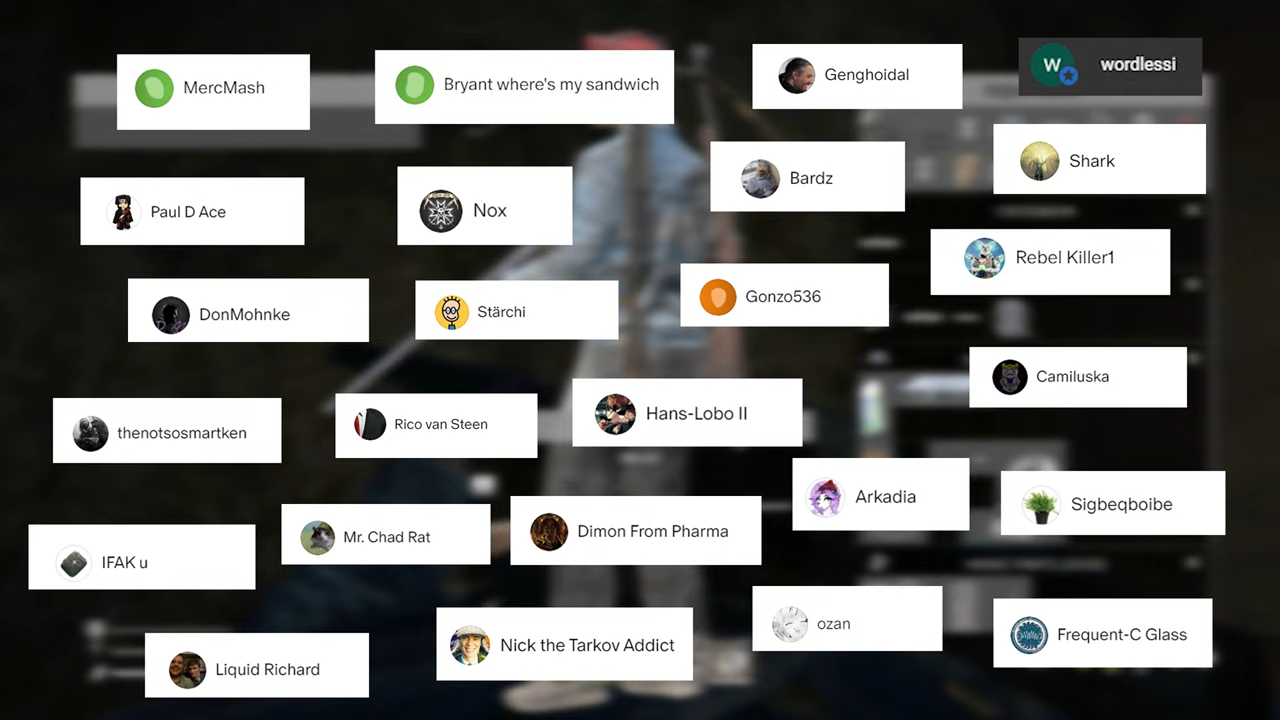 MercMash
Bryant where's my sandwich
Genghoidal
W wordlessi
Shark
Paul D Ace
Nox
Bardz
Rebel Killer1
DonMohnke
Stärchi
Gonzo536
Camiluska
thenotsosmartken
Rico van Steen
Hans-Lobo II
Arkadia
Sigbeqboibe
IFAK u
Mr. Chad Rat
Dimon From Pharma
ozan
Frequent-C Glass
Liquid Richard
Nick the Tarkov Addict